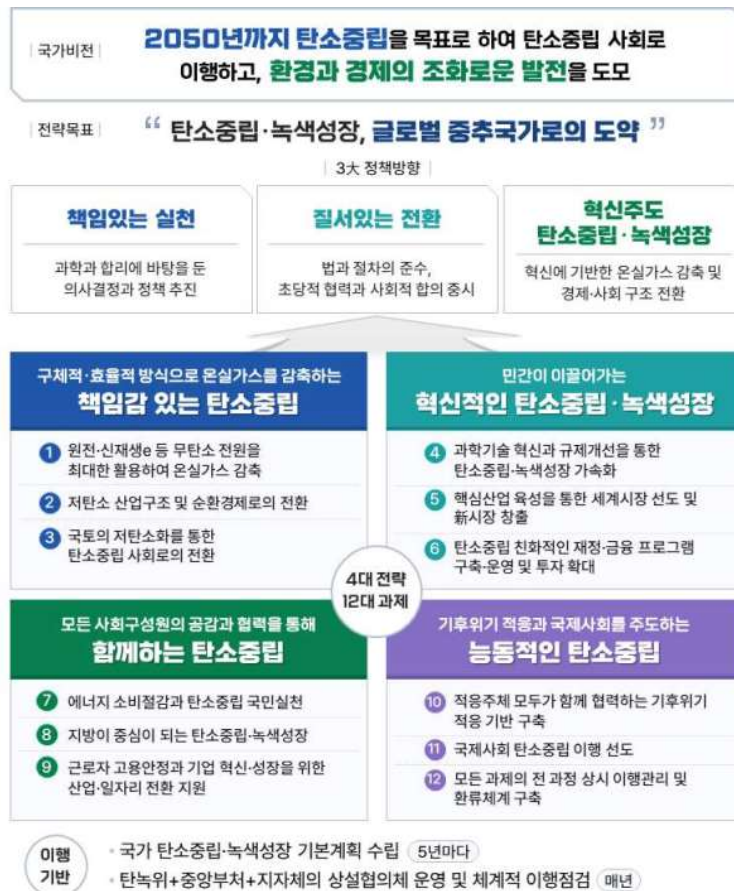 국가비전
2050년까지 탄소중립을 목표로 하여 탄소중립 사회로
이행하고, 환경과 경제의 조화로운 발전을 도모
전략목표
“ 탄소중립·녹색성장, 글로벌 중추국가로의 도약 ”
3大 정책방향
책임있는 실천
과학과 합리에 바탕을 둔
의사결정과 정책 추진
질서있는 전환
법과 절차의 준수,
초당적 협력과 사회적 합의 중시
혁신주도
탄소중립·녹색성장
혁신에 기반한 온실가스 감축 및
경제·사회 구조 전환
구체적·효율적 방식으로 온실가스를 감축하는
책임감 있는 탄소중립
1 원전·신재생e 등 무탄소 전원을
최대한 활용하여 온실가스 감축
2 저탄소 산업구조 및 순환경제로의 전환
3 국토의 저탄소화를 통한
탄소중립 사회로의 전환
민간이 이끌어가는
혁신적인 탄소중립·녹색성장
4 과학기술 혁신과 규제개선을 통한
탄소중립·녹색성장 가속화
5 핵심산업 육성을 통한 세계시장 선도 및
新시장 창출
6 탄소중립 친화적인 재정·금융 프로그램
구축·운영 및 투자 확대
4대 전략
12대 과제
모든 사회구성원의 공감과 협력을 통해
함께하는 탄소중립
7 에너지 소비절감과 탄소중립 국민실천
8 지방이 중심이 되는 탄소중립·녹색성장
9 근로자 고용안정과 기업 혁신·성장을 위한
산업·일자리 전환 지원
기후위기 적응과 국제사회를 주도하는
능동적인 탄소중립
10 적응주체 모두가 함께 협력하는 기후위기
적응 기반 구축
11 국제사회 탄소중립 이행 선도
12 모든 과제의 전 과정 상시 이행관리 및
환류체계 구축
이행
기반
· 국가 탄소중립·녹색성장 기본계획 수립 5년마다
· 탄녹위+중앙부처+지자체의 상설협의체 운영 및 체계적 이행점검 매년